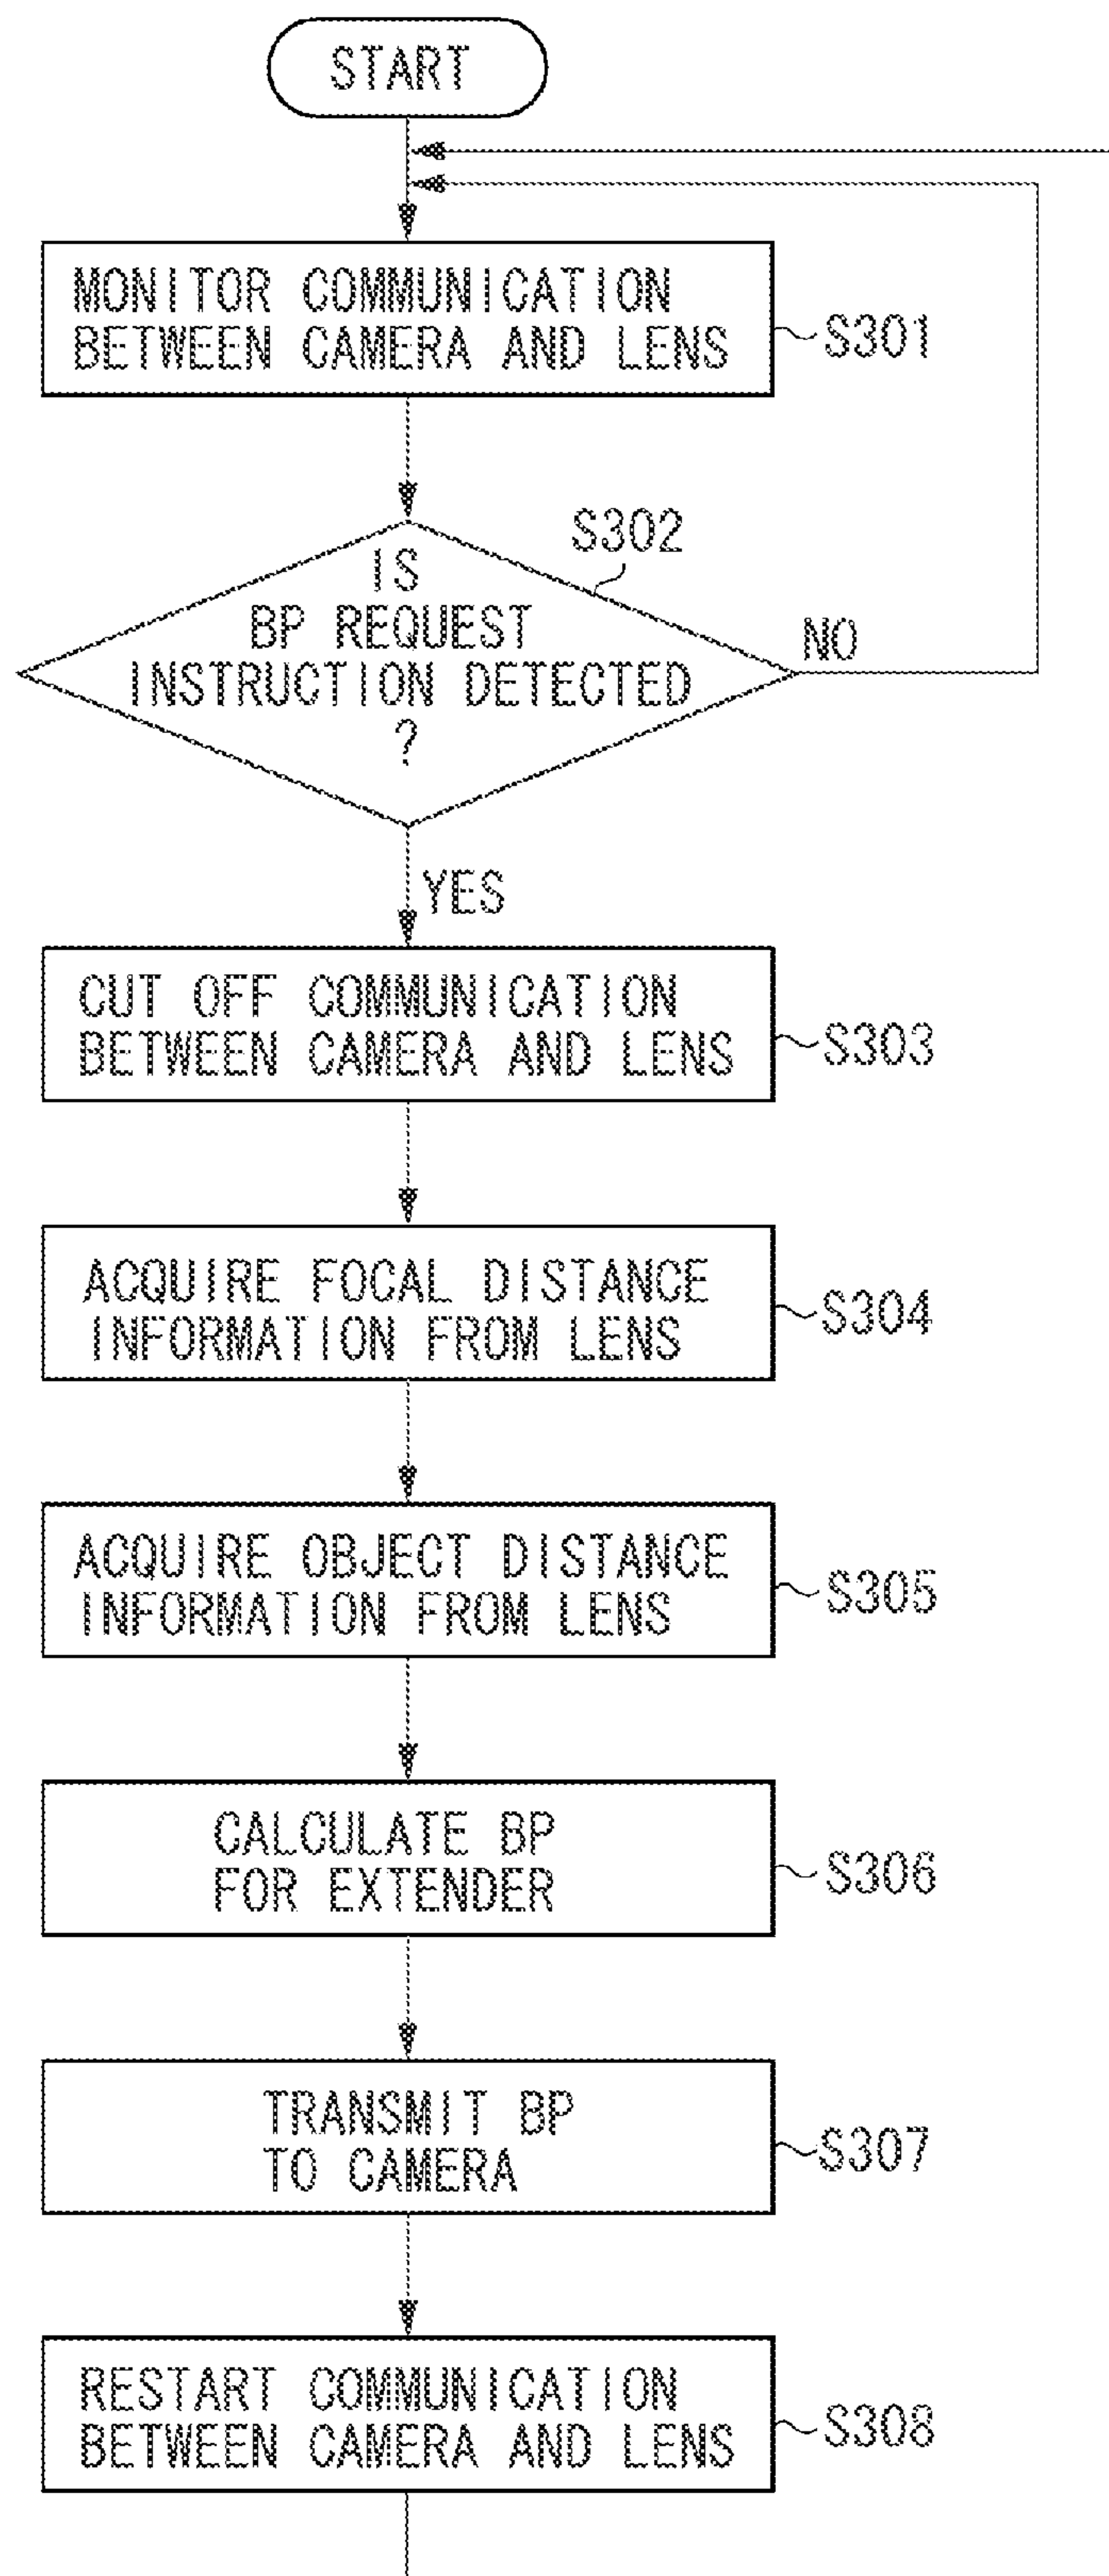 START
MONITOR COMMUNICATION
BETWEEN CAMERA AND LENS
S301
S302
IS
BP REQUEST
INSTRUCTION DETECTED
?
NO
YES
CUT OFF COMMUNICATION
BETWEEN CAMERA AND LENS
S303
ACQUIRE FOCAL DISTANCE
INFORMATION FROM LENS
S304
ACQUIRE OBJECT DISTANCE
INFORMATION FROM LENS
S305
CALCULATE BP
FOR EXTENDER
S306
TRANSMIT BP
TO CAMERA
S307
RESTART COMMUNICATION
BETWEEN CAMERA AND LENS
S308